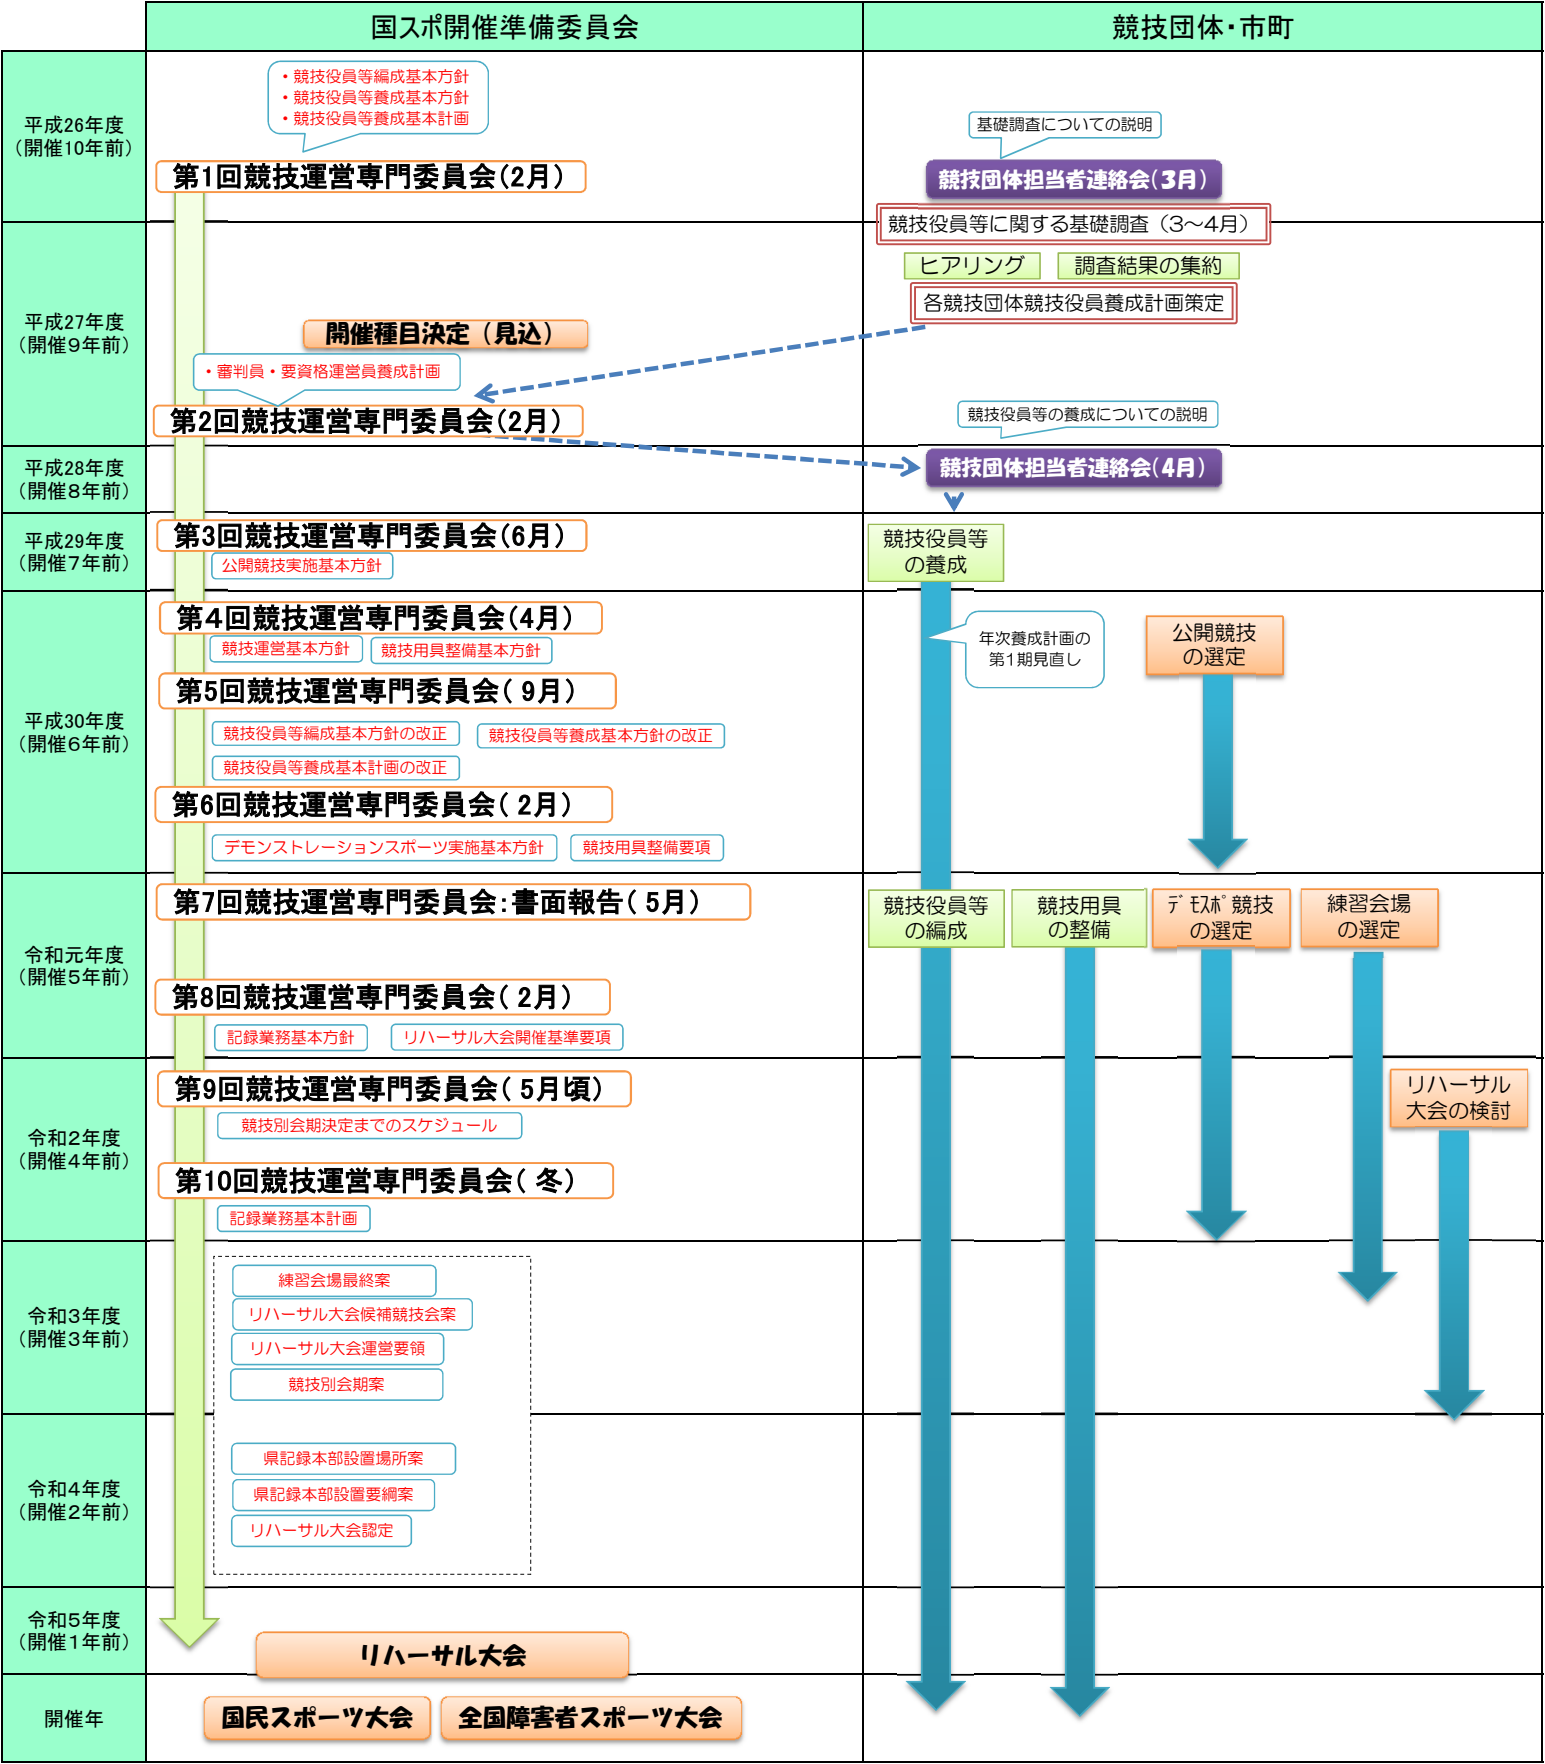 国スポ開催準備委員会
競技団体・市町
平成26年度
（開催10年前）
・競技役員等編成基本方針
・競技役員等養成基本方針
・競技役員等養成基本計画
第1回競技運営専門委員会(2月)
基礎調査についての説明
競技団体担当者連絡会(3月)
競技役員等に関する基礎調査（3～4月）
平成27年度
（開催9年前）
ヒアリング
調査結果の集約
各競技団体競技役員養成計画策定
開催種目決定（見込）
・審判員・要資格運営員養成計画
第2回競技運営専門委員会(2月)
競技役員等の養成についての説明
平成28年度
（開催8年前）
競技団体担当者連絡会(4月)
平成29年度
（開催7年前）
第3回競技運営専門委員会(6月)
公開競技実施基本方針
競技役員等
の養成
平成30年度
（開催6年前）
第4回競技運営専門委員会(4月)
競技運営基本方針
競技用具整備基本方針
第5回競技運営専門委員会( 9月)
競技役員等編成基本方針の改正
競技役員等養成基本方針の改正
競技役員等養成基本計画の改正
第6回競技運営専門委員会( 2月)
デモンストレーションスポーツ実施基本方針
競技用具整備要項
年次養成計画の
第1期見直し
公開競技
の選定
令和元年度
（開催5年前）
第7回競技運営専門委員会:書面報告( 5月)
第8回競技運営専門委員会( 2月)
記録業務基本方針
リハーサル大会開催基準要項
競技役員等
の編成
競技用具
の整備
ﾃﾞﾓｽﾎﾟ競技
の選定
練習会場
の選定
令和2年度
（開催4年前）
第9回競技運営専門委員会( 5月頃)
競技別会期決定までのスケジュール
第10回競技運営専門委員会( 冬)
記録業務基本計画
リハーサル
大会の検討
令和3年度
（開催3年前）
練習会場最終案
リハーサル大会候補競技会案
リハーサル大会運営要領
競技別会期案
令和4年度
（開催2年前）
県記録本部設置場所案
県記録本部設置要綱案
リハーサル大会認定
令和5年度
（開催1年前）
リハーサル大会
開催年
国民スポーツ大会
全国障害者スポーツ大会